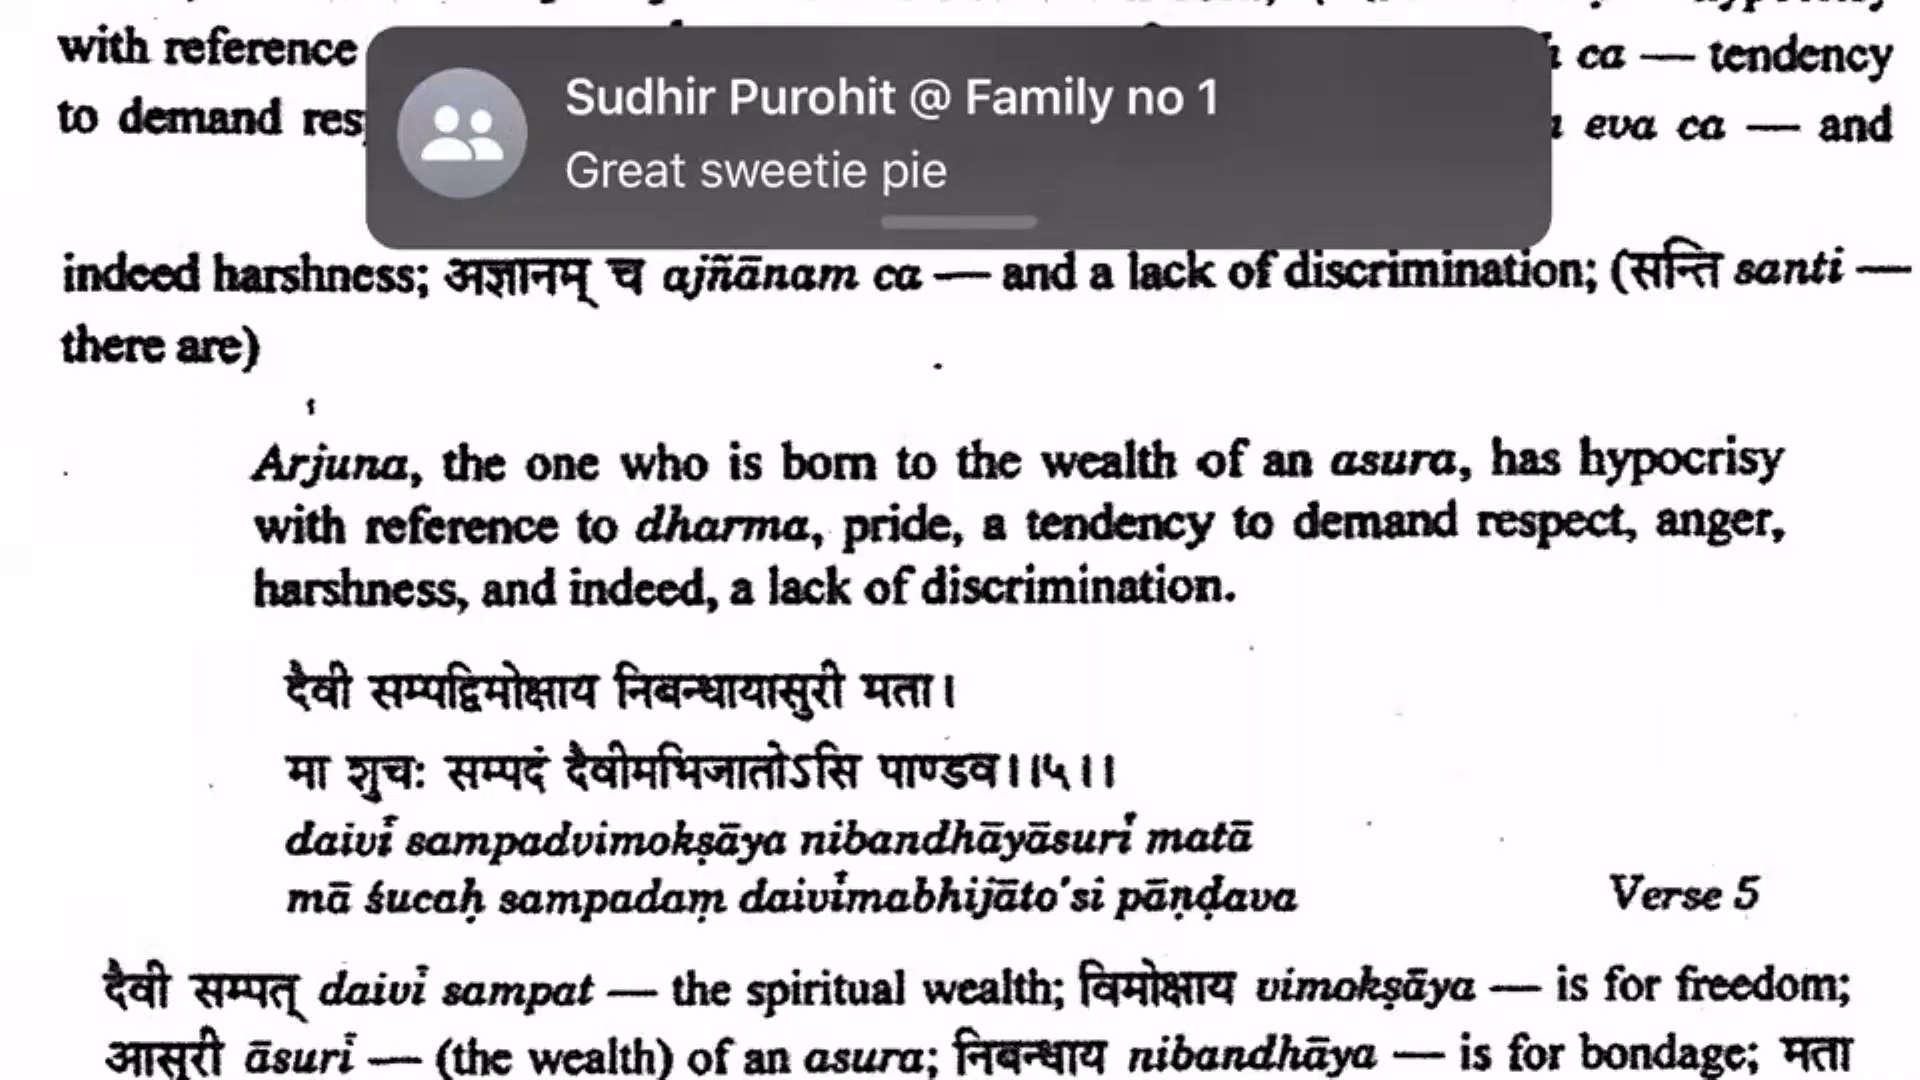 with reference
ca — tendency
to demand res
eva ca — and
Sudhir Purohit @ Family no 1
Great sweetie pie
indeed harshness; अज्ञानम् च ajñānam ca — and a lack of discrimination; (सन्ति santi —
there are)
Arjuna, the one who is born to the wealth of an asura, has hypocrisy
with reference to dharma, pride, a tendency to demand respect, anger,
harshness, and indeed, a lack of discrimination.
दैवी सम्पद्विमोक्षाय निबन्धायासुरी मता।
मा शुचः सम्पदं दैवीमभिजातोऽसि पाण्डव।।५।।
daivī sampadvimokṣāya nibandhāyāsurī matā
mā śucaḥ sampadaṃ daivīmabhijāto'si pāṇḍava Verse 5
दैवी सम्पत् daivī sampat — the spiritual wealth; विमोक्षाय vimokṣāya — is for freedom;
आसुरी āsurī — (the wealth) of an asura; निबन्धाय nibandhāya — is for bondage; मता